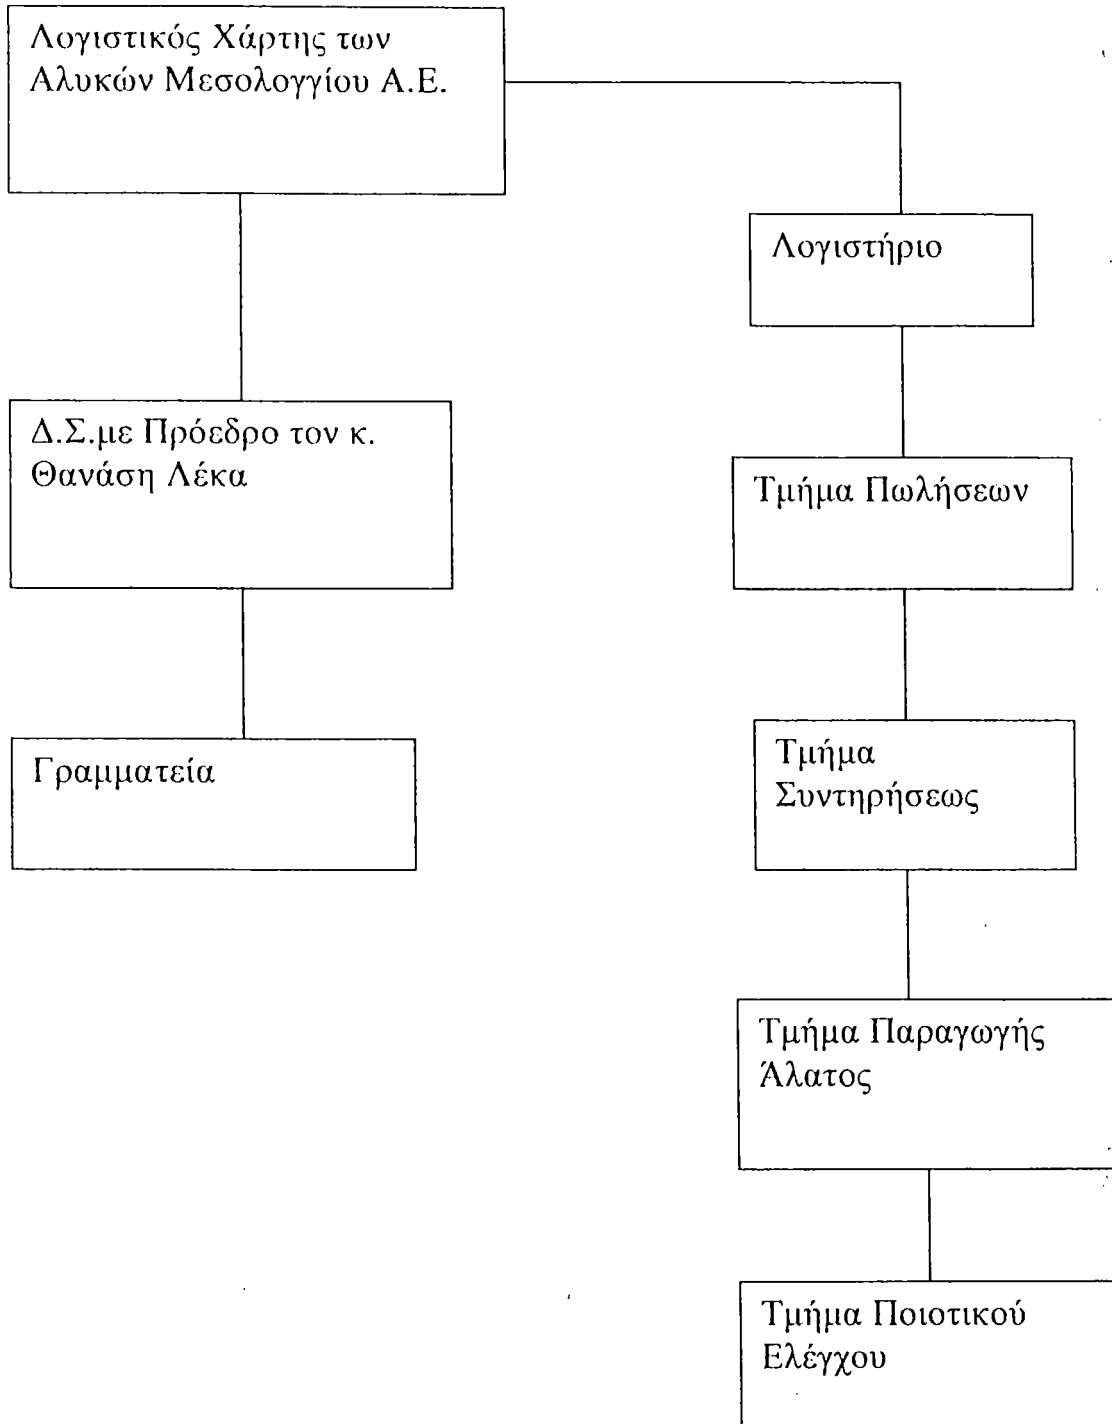 Λογιστικός Χάρτης των
Αλυκών Μεσολογγίου Α.Ε.
Λογιστήριο
Δ.Σ.με Πρόεδρο τον κ.
Θανάση Λέκα
Τμήμα Πωλήσεων
Γραμματεία
Τμήμα
Συντηρήσεως
Τμήμα Παραγωγής
Άλατος
Τμήμα Ποιοτικού
Ελέγχου